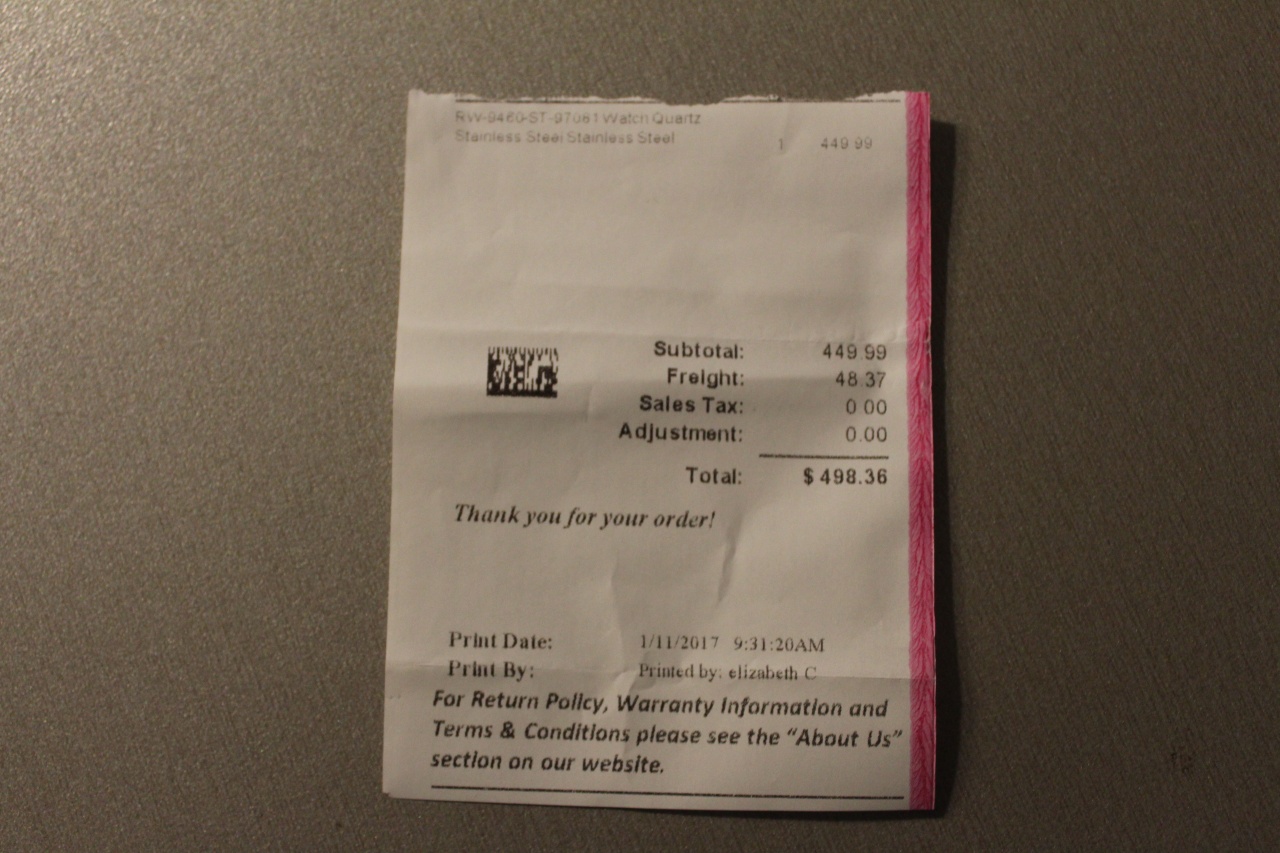 RW-9460-ST-97081 Watch Quartz
Stainless Steel Stainless Steel 1 449.99
Subtotal: 449.99
Freight: 48.37
Sales Tax: 0.00
Adjustment: 0.00
Total: $ 498.36
Thank you for your order!
Print Date: 1/11/2017 9:31:20AM
Print By: Printed by: elizabeth C
For Return Policy, Warranty Information and
Terms & Conditions please see the “About Us”
section on our website.